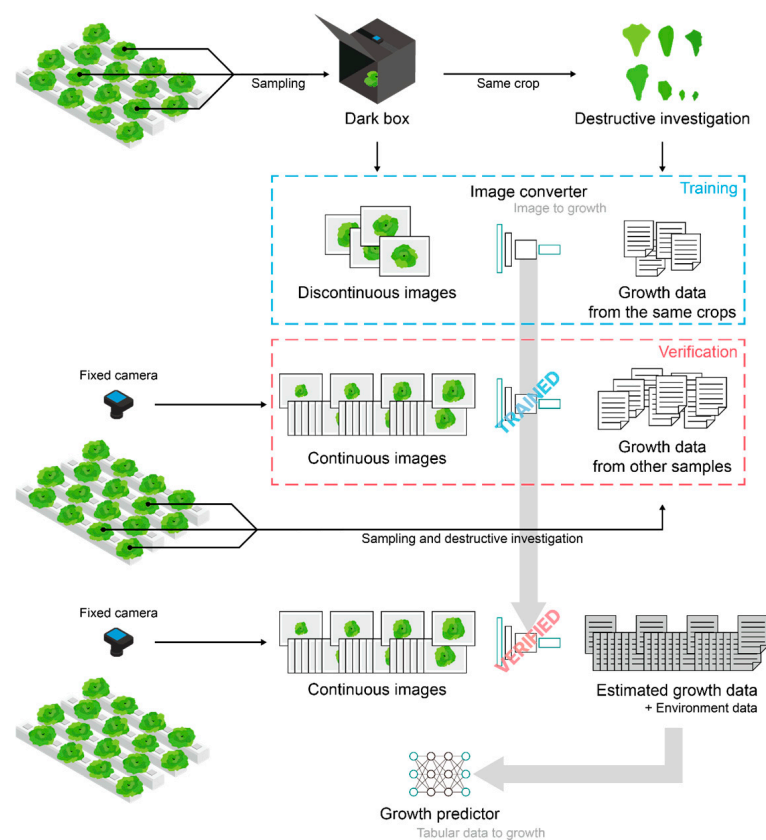 Sampling
Same crop
Dark box
Destructive investigation
Training
Image converter
Image to growth
Discontinuous images
Growth data
from the same crops
Verification
Fixed camera
TRAINED
Continuous images
Growth data
from other samples
Sampling and destructive investigation
Fixed camera
VERIFIED
Continuous images
Estimated growth data
+ Environment data
Growth predictor
Tabular data to growth